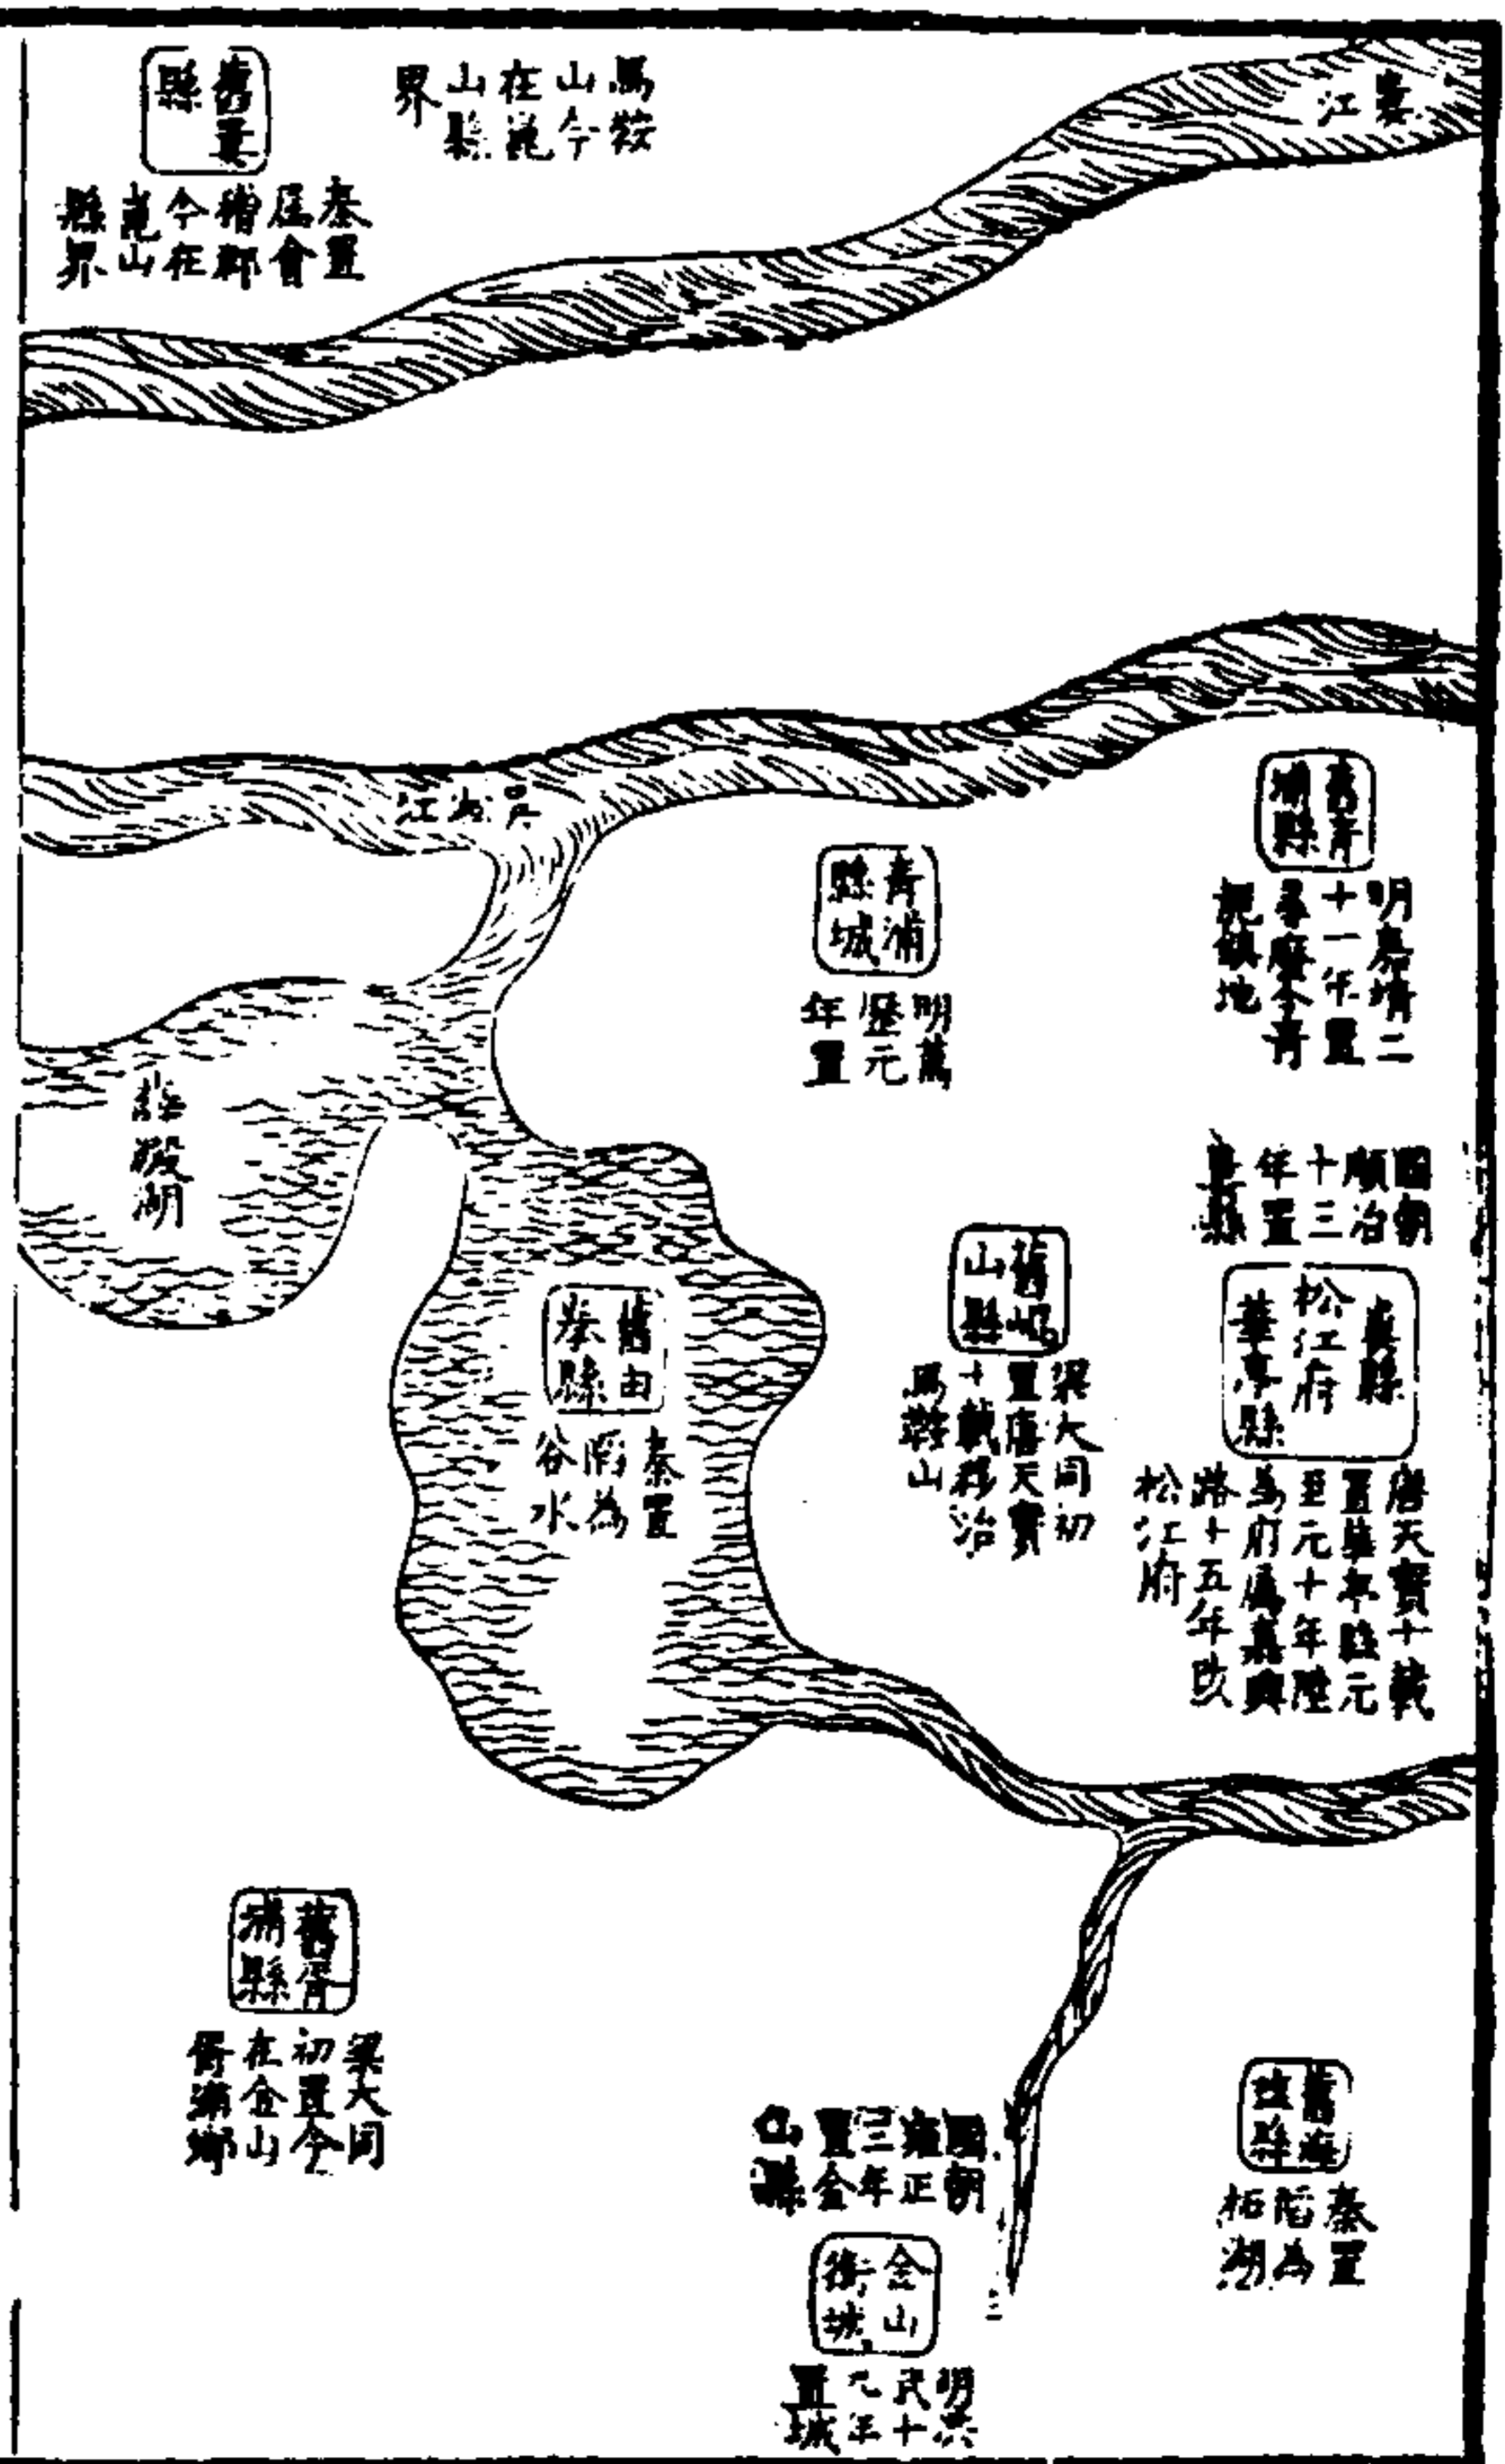 婁
江
馬鞍
山今
在崑
山縣
界
舊婁
縣
秦置
屬會
稽郡
今在
崑山
縣界
吳淞江
舊青
浦縣
明嘉靖二
十一年置
尋廢今青
龍鎮地
青浦
縣城
明萬
歷元
年置
薛澱湖
國朝
順治
十三
年置
婁縣
婁縣
松江府
華亭縣
唐天寶十載
置華亭縣元
至元十年陞
為府屬嘉興
路十五年改
松江府
舊崐
山縣
梁大同初
置唐天寶
十載移治
馬鞍山
舊由
拳縣
秦置
陷為
谷水
舊胥
浦縣
梁大同
初置今
在金山
胥浦鄉
舊海
塩縣
秦置
陷為
柘湖
國朝
雍正
三年
置金
山縣
金山
衛城
明洪
武十
九年
置城